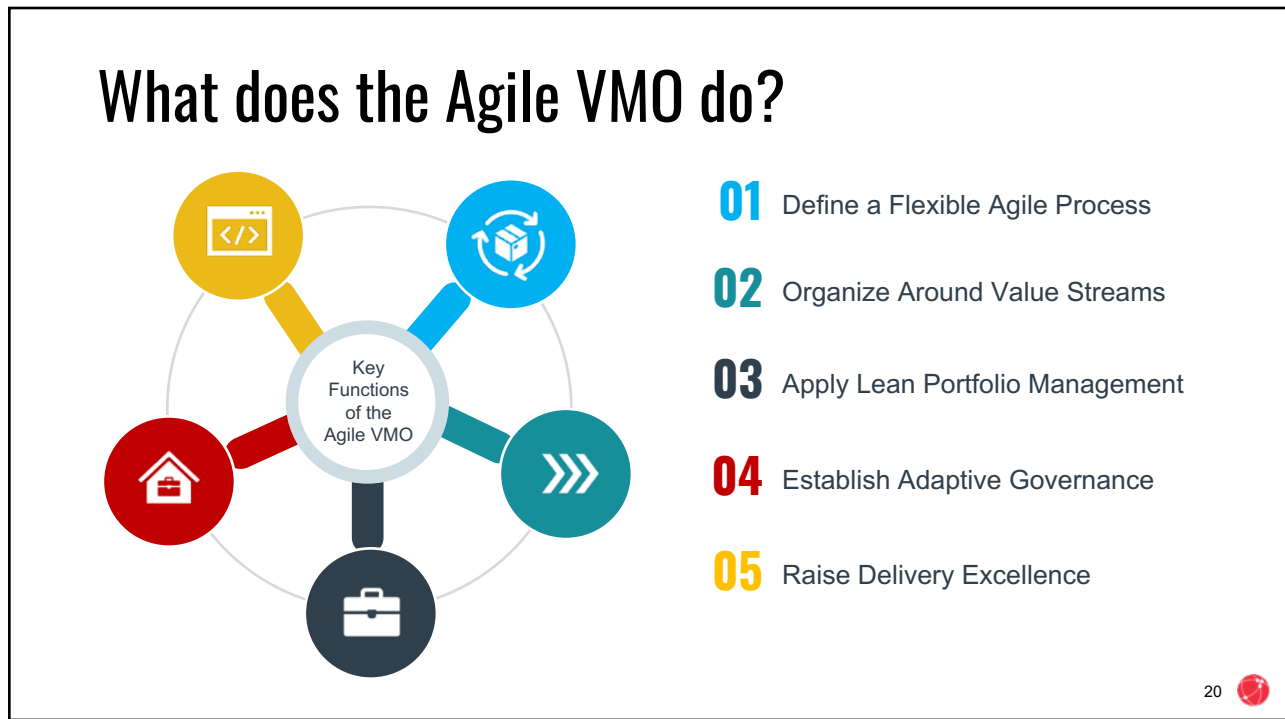 What does the Agile VMO do?
</>
Key
Functions
of the
Agile VMO
01 Define a Flexible Agile Process
02 Organize Around Value Streams
03 Apply Lean Portfolio Management
04 Establish Adaptive Governance
05 Raise Delivery Excellence
20